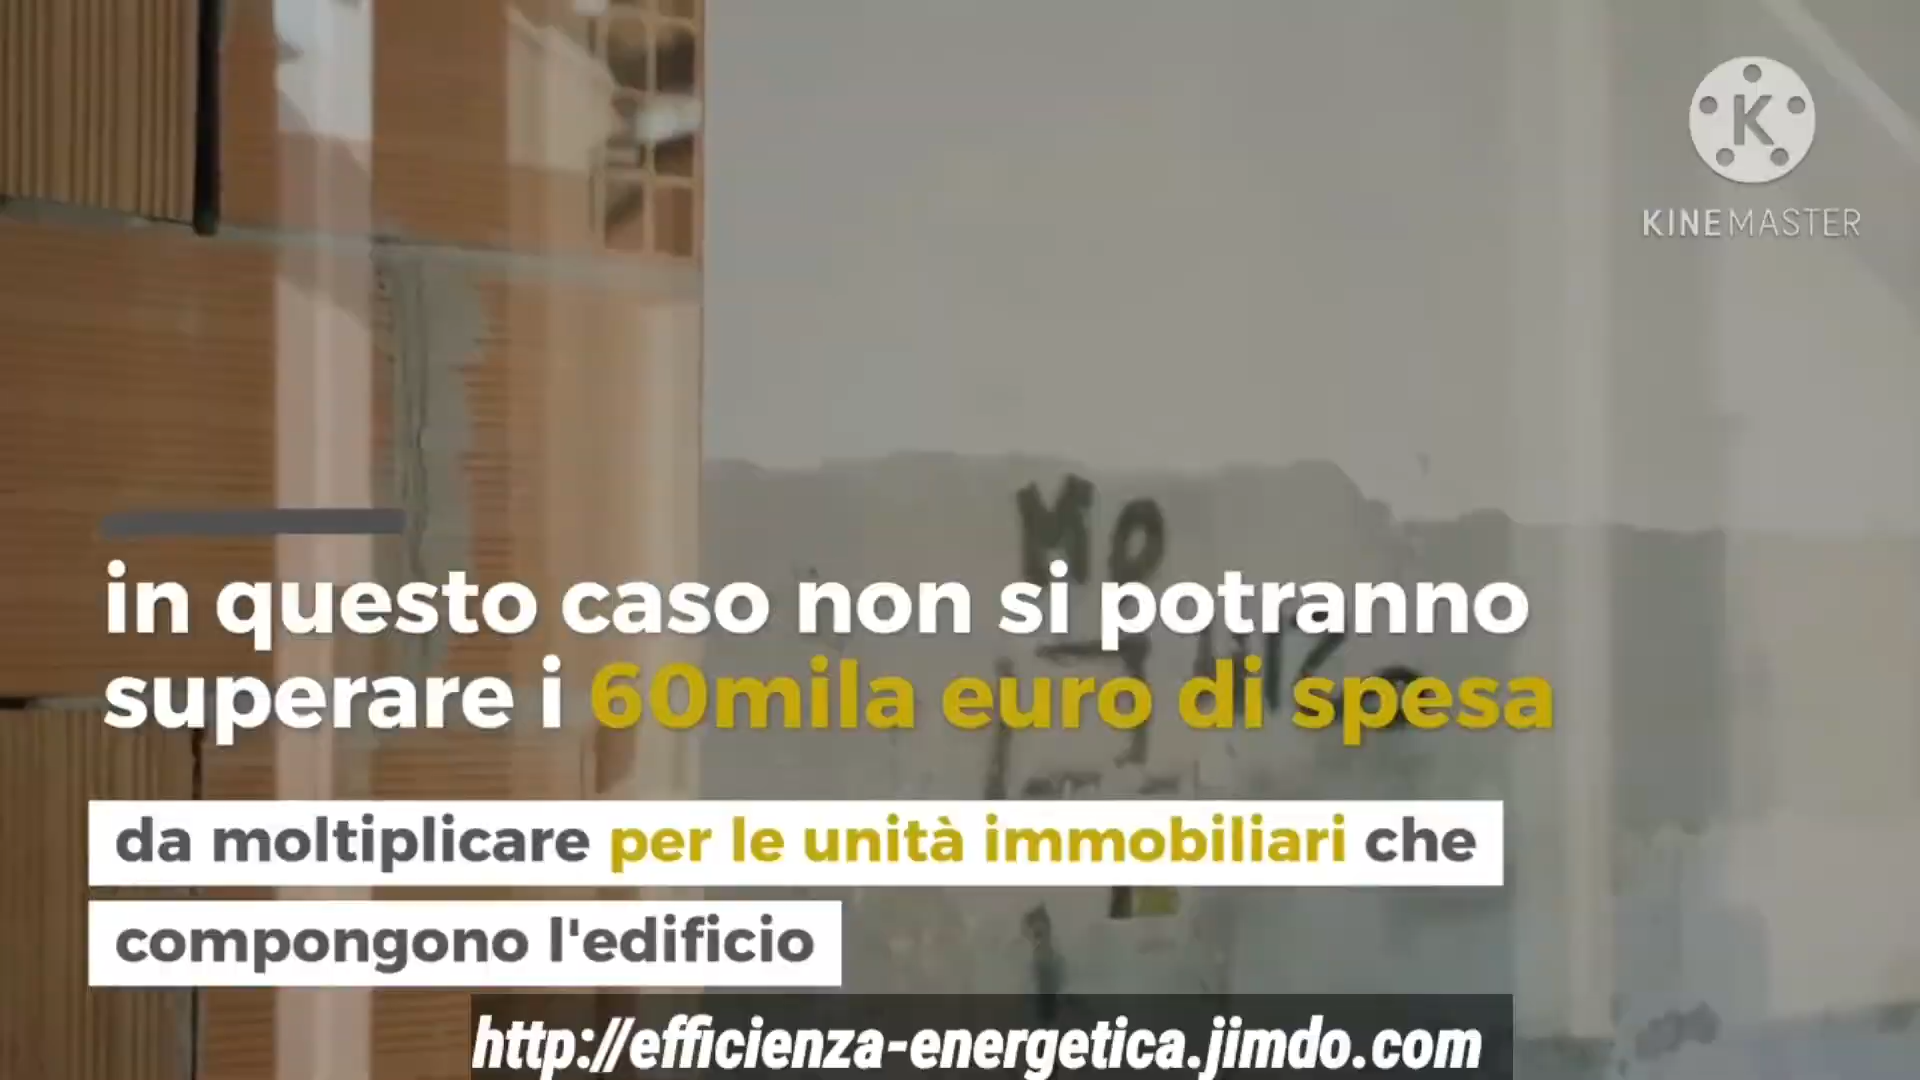 K
KINEMASTER
MO
in questo caso non si potranno
superare i 60mila euro di spesa
da moltiplicare per le unità immobiliari che
compongono l'edificio
http://efficienza-energetica.jimdo.com